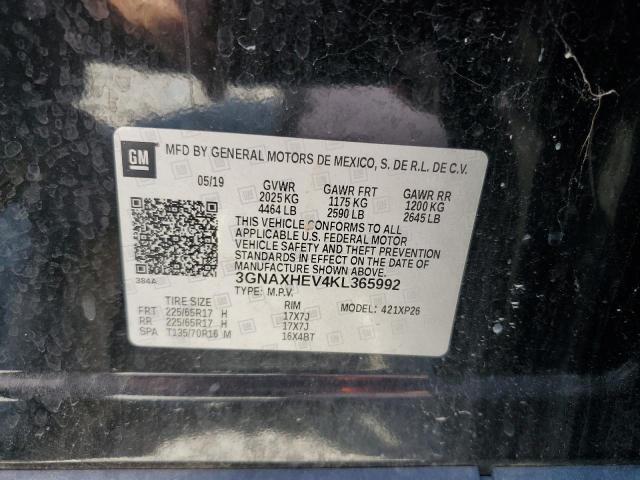 GM
MFD BY GENERAL MOTORS DE MEXICO, S. DE R.L. DE C.V.
05/19 GVWR GAWR FRT GAWR RR
2025 KG 1175 KG 1200 KG
4464 LB 2590 LB 2645 LB
THIS VEHICLE CONFORMS TO ALL
APPLICABLE U.S. FEDERAL MOTOR
VEHICLE SAFETY AND THEFT PREVENTION
STANDARDS IN EFFECT ON THE DATE OF
MANUFACTURE SHOWN ABOVE.
384A
3GNAXHEV4KL365992
TYPE: M.P.V.
TIRE SIZE RIM MODEL: 421XP26
FRT 225/65R17 H 17X7J
RR 225/65R17 H 17X7J
SPA T135/70R16 M 16X4BT